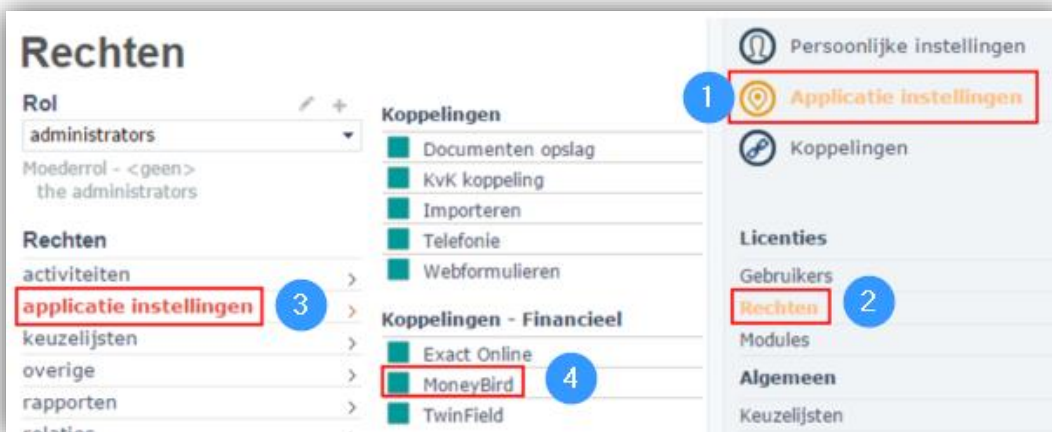 Rechten
Rol
administrators
Moederrol - <geen>
the administrators
Rechten
activiteiten
applicatie instellingen
3
keuzelijsten
overige
rapporten
relaties
Koppelingen
Documenten opslag
KvK koppeling
Importeren
Telefonie
Webformulieren
Koppelingen - Financieel
Exact Online
MoneyBird
4
TwinField
Persoonlijke instellingen
1
Applicatie instellingen
Koppelingen
Licenties
Gebruikers
Rechten
2
Modules
Algemeen
Keuzelijsten